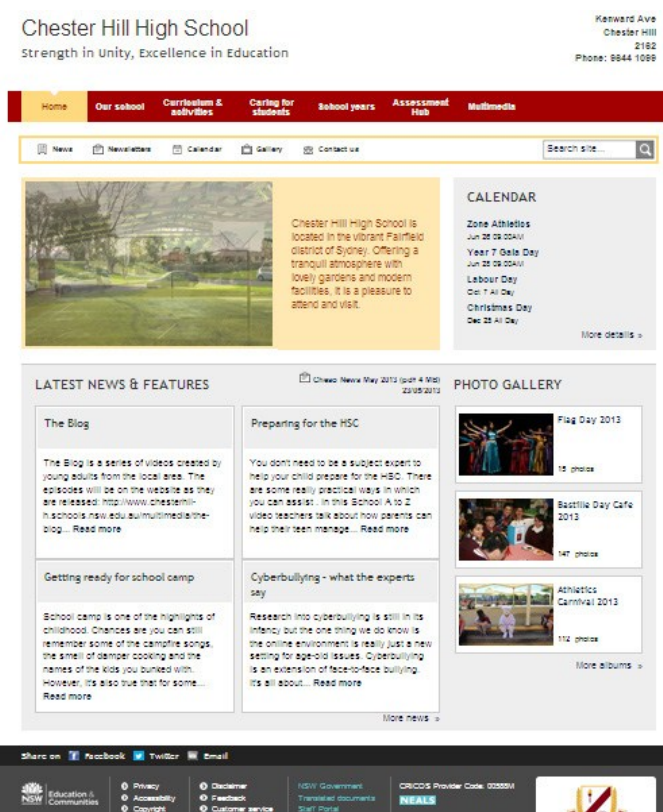 Chester Hill High School
Strength in Unity, Excellence in Education
Kenward Ave
Chester Hill
2162
Phone: 9644 1099
Home
Our school
Curriculum &
activities
Caring for
students
School years
Assessment
Hub
Multimedia
News
Newsletters
Calendar
Gallery
Contact us
Search site...
Chester Hill High School is
located in the vibrant Fairfield
district of Sydney. Offering a
tranquil atmosphere with
lovely gardens and modern
facilities, it is a pleasure to
attend and visit.
CALENDAR
Zone Athletics
Jun 26 09:00AM
Year 7 Gala Day
Jun 28 09:00AM
Labour Day
Oct 7 All Day
Christmas Day
Dec 25 All Day
More details »
LATEST NEWS & FEATURES
Cheso News May 2013 (pdf 4 MB)
23/05/2013
The Blog
The Blog is a series of videos created by
young adults from the local area. The
episodes will be on the website as they
are released: http://www.chesterhil-
h.schools.nsw.edu.au/multimedia/the-
blog... Read more
Preparing for the HSC
You don't need to be a subject expert to
help your child prepare for the HSC. There
are some really practical ways in which
you can assist . In this School A to Z
video teachers talk about how parents can
help their teen manage... Read more
Getting ready for school camp
School camp is one of the highlights of
childhood. Chances are you can still
remember some of the campfire songs,
the smell of damper cooking and the
names of the kids you bunked with.
However, it's also true that for some...
Read more
Cyberbullying - what the experts
say
Research into cyberbullying is still in its
infancy but the one thing we do know is
the online environment is really just a new
setting for age-old issues. Cyberbullying
is an extension of face-to-face bullying.
It's all about... Read more
More news »
PHOTO GALLERY
Flag Day 2013
15 photos
Bastille Day Cafe
2013
147 photos
Athletics
Carnival 2013
112 photos
More albums »
Share on
Facebook
Twitter
Email
NSW
Education &
Communities
Privacy
Accessibility
Copyright
Disclaimer
Feedback
Customer service
NSW Government
Translated documents
Staff Portal
CRICOS Provider Code: 00588M
NEALS